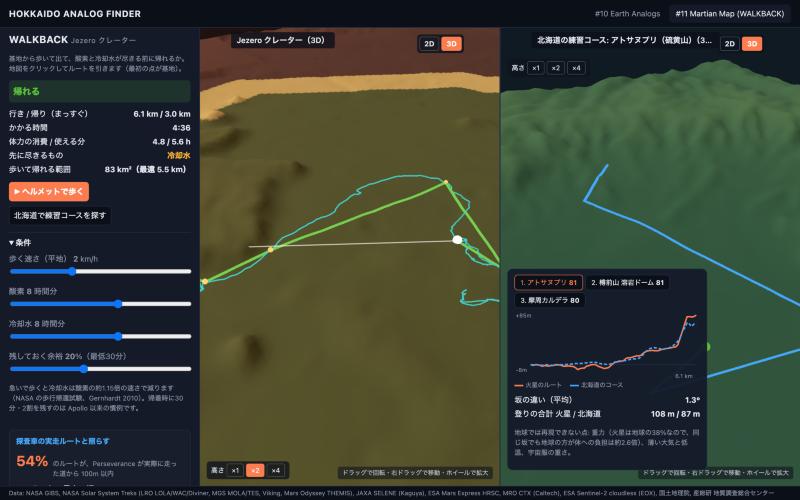 HOKKAIDO ANALOG FINDER
#10 Earth Analogs
#11 Martian Map (WALKBACK)
WALKBACK Jezero クレーター
基地から歩いて出て、酸素と冷却水が尽きる前に帰れるか。
地図をクリックしてルートを引きます（最初の点が基地）。
帰れる
行き / 帰り（まっすぐ） 6.1 km / 3.0 km
かかる時間 4:36
体力の消費 / 使える分 4.8 / 5.6 h
先に尽きるもの 冷却水
歩いて帰れる範囲 83 km²（最遠 5.5 km）
▶ ヘルメットで歩く
北海道で練習コースを探す
▼条件
歩く速さ（平均） 2 km/h
酸素 8 時間分
冷却水 8 時間分
残しておく余裕 20%（最低30分）
急いで歩くと冷却水は酸素の約1.15倍の速さで減ります
（NASA の歩行帰還試験、Gernhardt 2010）。帰着時に30
分・2割を残すのは Apollo 以来の慣例です。
探査車の実走ルートと照らす
54% のルートが、Perseverance が実際に走っ
た道から 100m 以内
Jezero クレーター（3D）
2D 3D
高さ ×1 ×2 ×4
ドラッグで回転・右ドラッグで移動・ホイールで拡大
北海道の練習コース: アトサヌプリ（硫黄山）（3...
2D 3D
高さ ×1 ×2 ×4
1. アトサヌプリ 81
2. 樽前山 溶岩ドーム 81
3. 摩周カルデラ 80
+85m
-8m
6.1 km
火星のルート 北海道のコース
坂の違い（平均） 1.3°
登りの合計 火星 / 北海道 108 m / 87 m
地球では再現できない点: 重力（火星は地球の38%なので、同
じ坂でも地球の方が体への負担は約2.6倍）、薄い大気と低
温、宇宙服の重さ。
ドラッグで回転・右ドラッグで移動・ホイールで拡大
Data: NASA GIBS, NASA Solar System Treks (LRO LOLA/WAC/Diviner, MGS MOLA/TES, Viking, Mars Odyssey THEMIS), JAXA SELENE (Kaguya), ESA Mars Express HRSC, MRO CTX (Caltech), ESA Sentinel-2 cloudless (EOX), 国土地理院, 産総研 地質調査総合センター